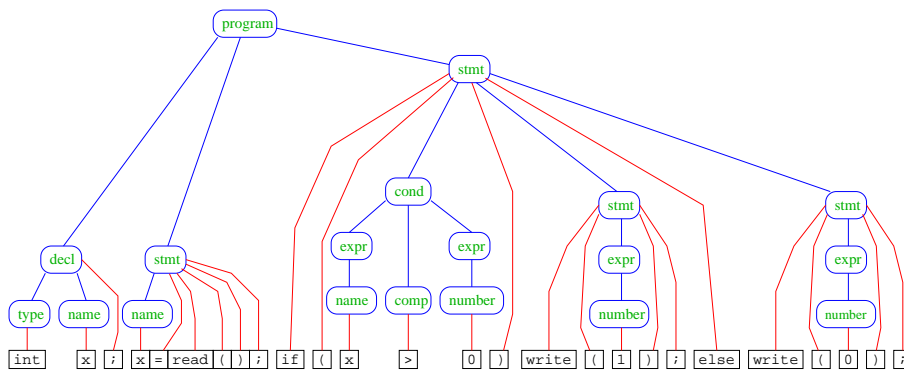 program
stmt
cond
stmt stmt
expr expr
decl stmt expr expr
type name name name comp number number number
int x ; x = read ( ) ; if ( x > 0 ) write ( 1 ) ; else write ( 0 ) ;